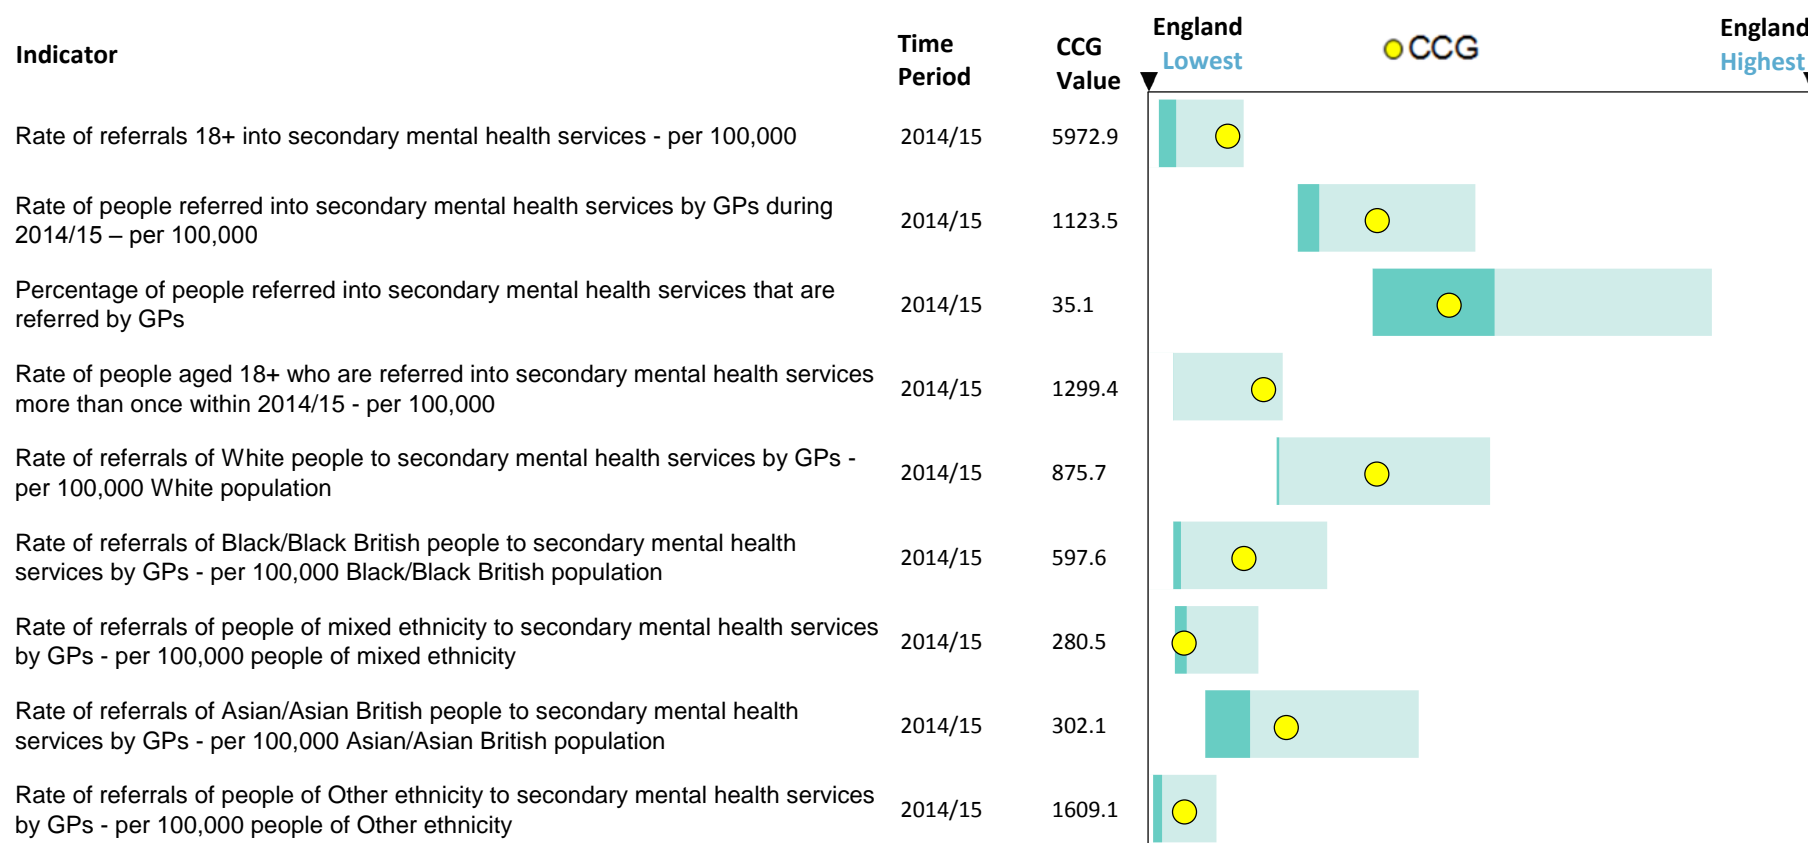 Indicator
Time
Period
CCG
Value
England
Lowest
CCG
England
Highest
Rate of referrals 18+ into secondary mental health services - per 100,000
2014/15
5972.9
Rate of people referred into secondary mental health services by GPs during
2014/15 – per 100,000
2014/15
1123.5
Percentage of people referred into secondary mental health services that are
referred by GPs
2014/15
35.1
Rate of people aged 18+ who are referred into secondary mental health services
more than once within 2014/15 - per 100,000
2014/15
1299.4
Rate of referrals of White people to secondary mental health services by GPs -
per 100,000 White population
2014/15
875.7
Rate of referrals of Black/Black British people to secondary mental health
services by GPs - per 100,000 Black/Black British population
2014/15
597.6
Rate of referrals of people of mixed ethnicity to secondary mental health services
by GPs - per 100,000 people of mixed ethnicity
2014/15
280.5
Rate of referrals of Asian/Asian British people to secondary mental health
services by GPs - per 100,000 Asian/Asian British population
2014/15
302.1
Rate of referrals of people of Other ethnicity to secondary mental health services
by GPs - per 100,000 people of Other ethnicity
2014/15
1609.1